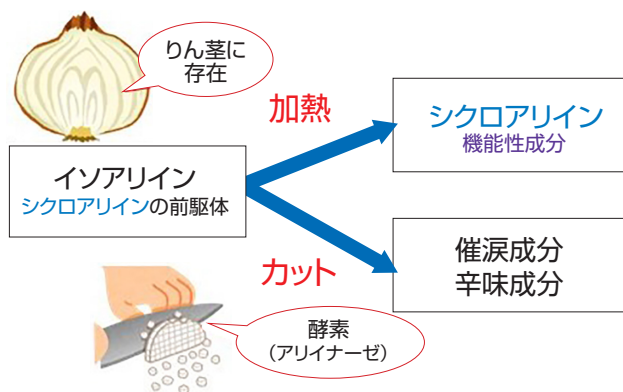 りん茎に
存在
加熱
シクロアリイン
機能性成分
イソアリイン
シクロアリインの前駆体
カット
催涙成分
辛味成分
酵素
（アリイナーゼ）